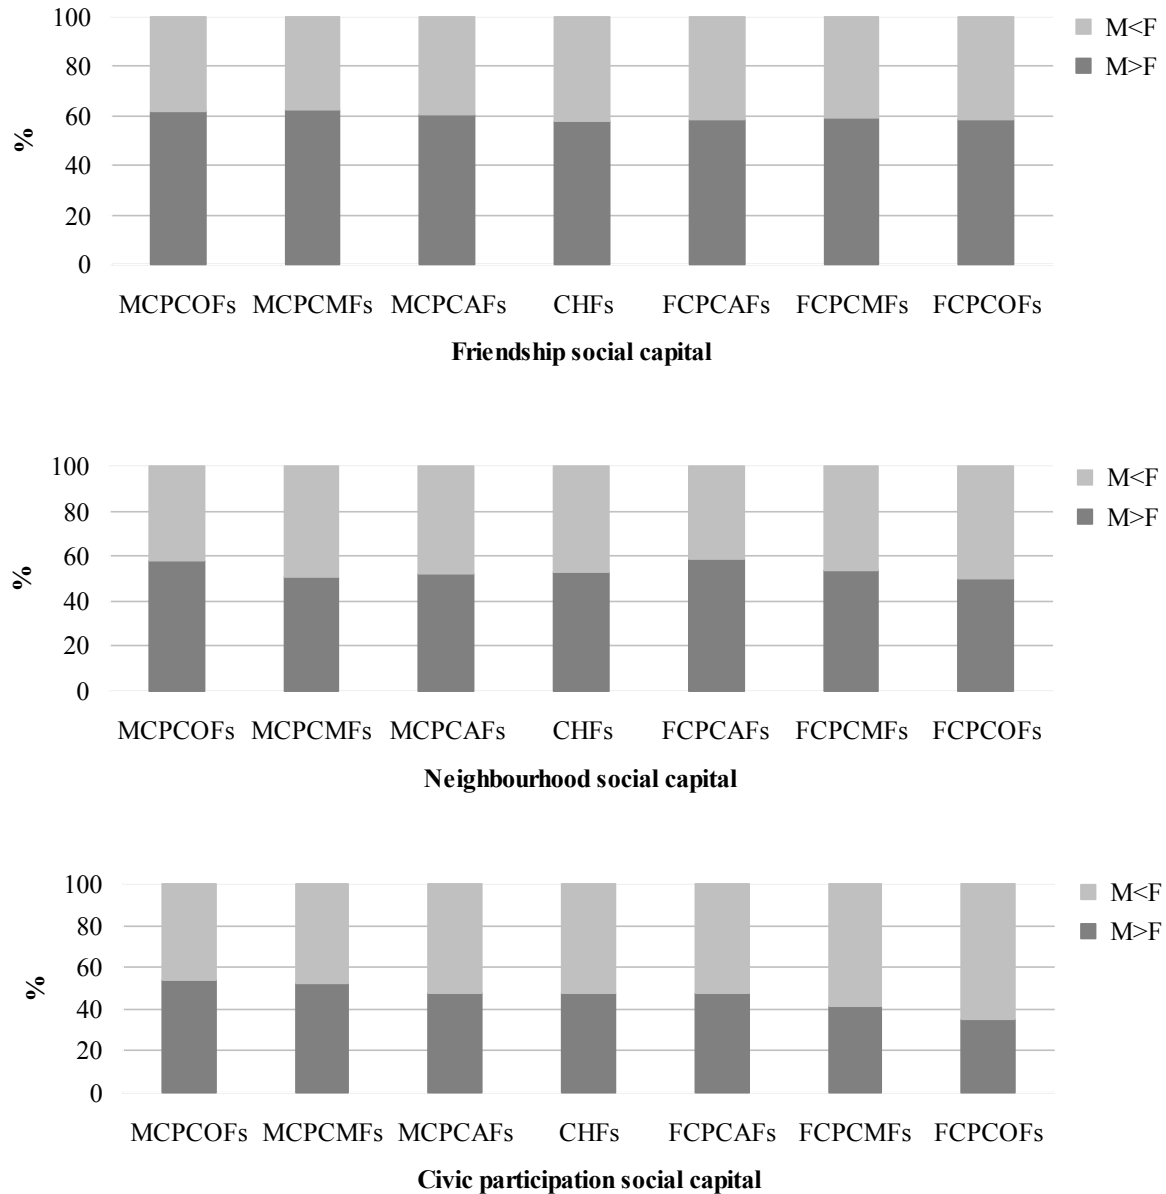 100
80
60
40
20
0
%
M<F
M>F
MCPCOFs MCPCMFs MCPCAFs CHFs FCPCAFs FCPCMFs FCPCOFs
Friendship social capital
100
80
60
40
20
0
%
M<F
M>F
MCPCOFs MCPCMFs MCPCAFs CHFs FCPCAFs FCPCMFs FCPCOFs
Neighbourhood social capital
100
80
60
40
20
0
%
M<F
M>F
MCPCOFs MCPCMFs MCPCAFs CHFs FCPCAFs FCPCMFs FCPCOFs
Civic participation social capital